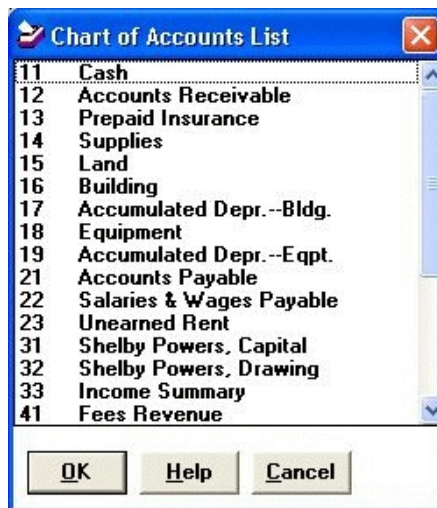 Chart of Accounts List
11 Cash
12 Accounts Receivable
13 Prepaid Insurance
14 Supplies
15 Land
16 Building
17 Accumulated Depr.--Bldg.
18 Equipment
19 Accumulated Depr.--Eqpt.
21 Accounts Payable
22 Salaries & Wages Payable
23 Unearned Rent
31 Shelby Powers, Capital
32 Shelby Powers, Drawing
33 Income Summary
41 Fees Revenue
OK Help Cancel